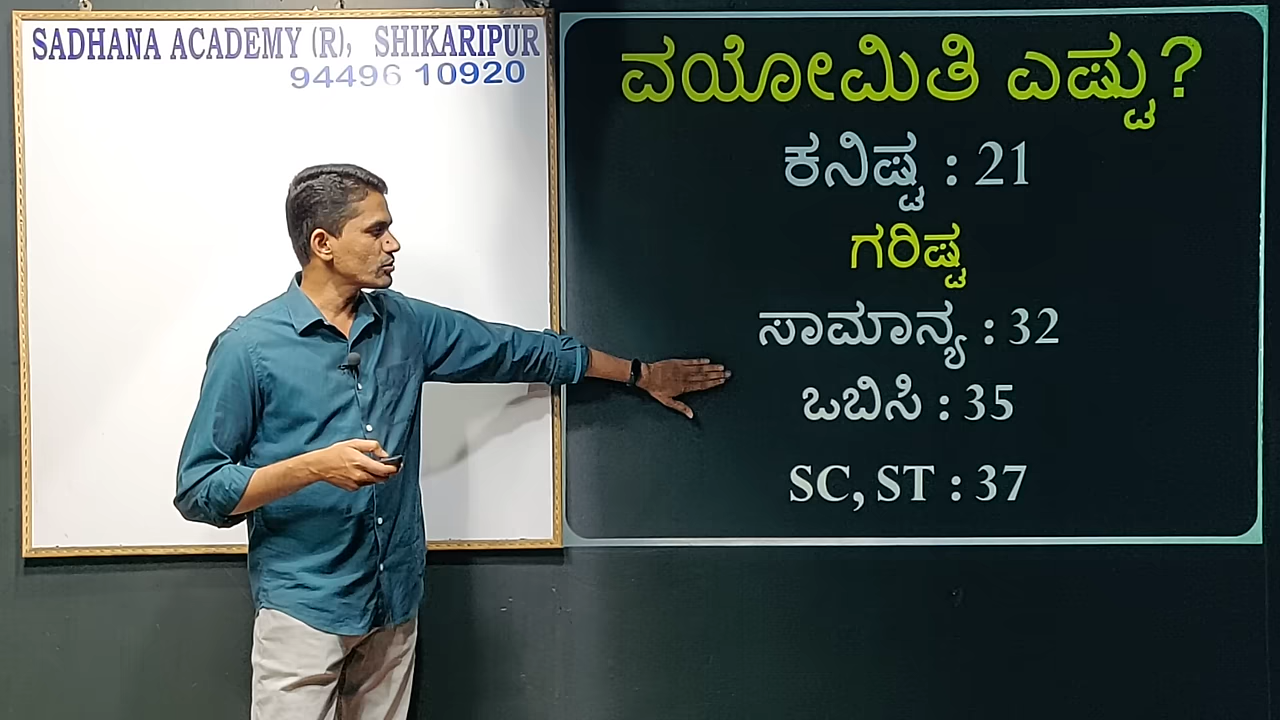 SADHANA ACADEMY (R), SHIKARIPUR
94496 10920
ವಯೋಮಿತಿ ಎಷ್ಟು?
ಕನಿಷ್ಟ : 21
ಗರಿಷ್ಟ
ಸಾಮಾನ್ಯ : 32
ಒಬಿಸಿ : 35
SC, ST : 37